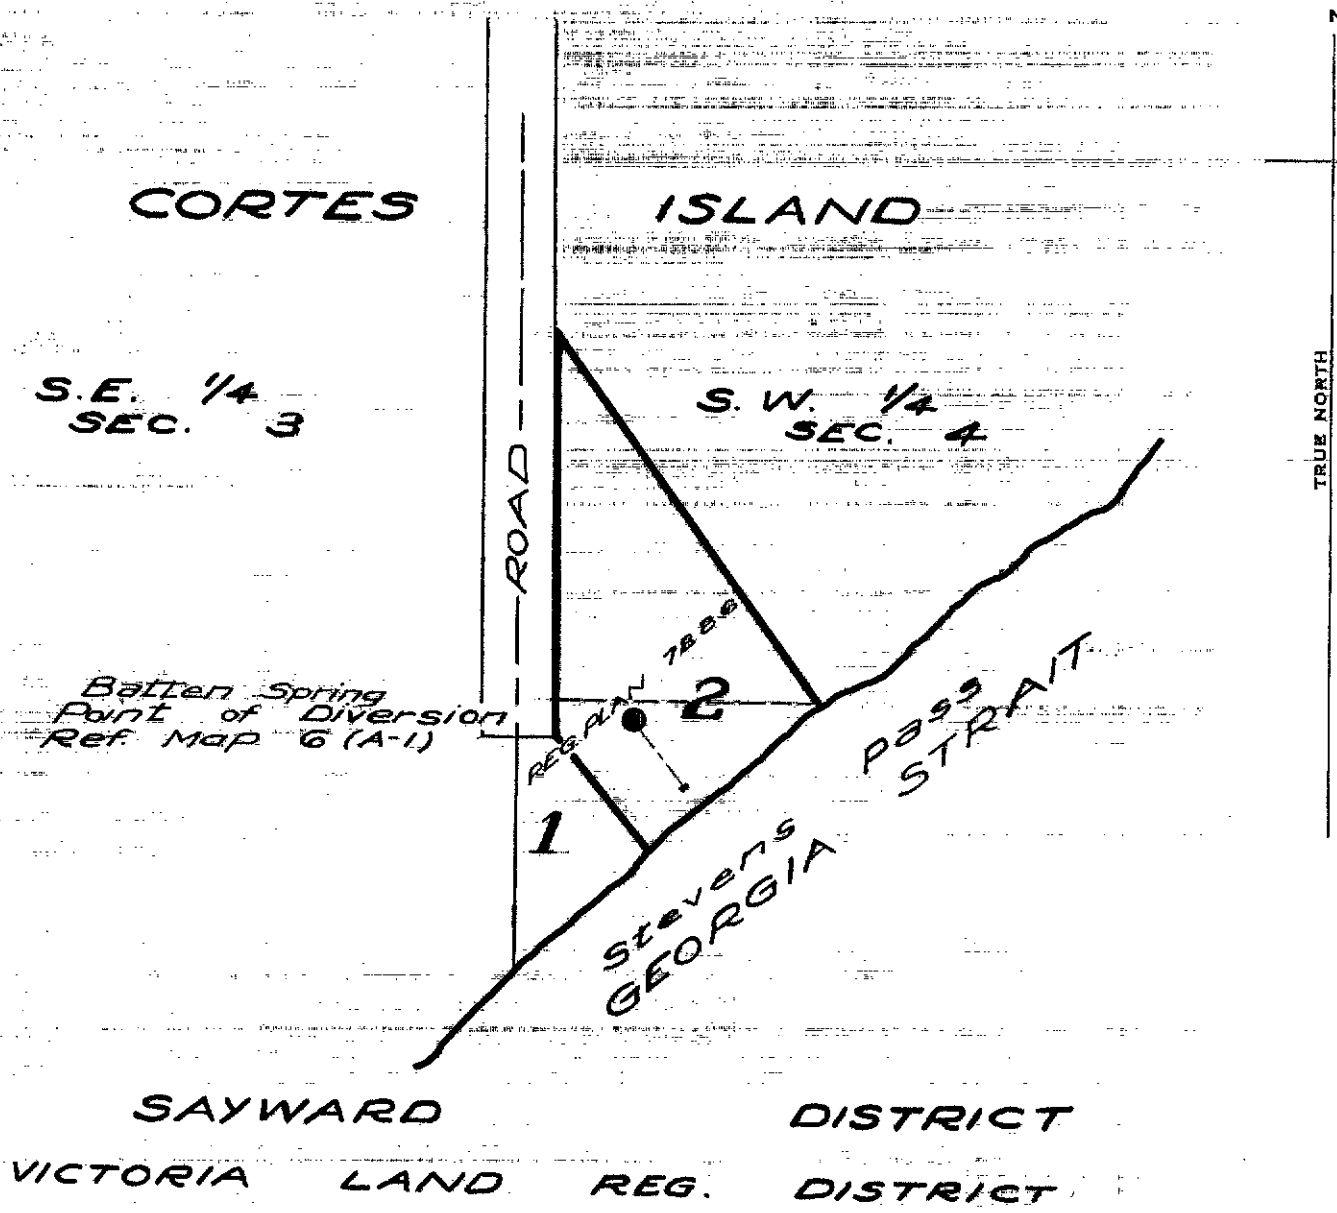 N
CORTES ISLAND
S.E. 1/4
SEC. 3
S. W. 1/4
SEC. 4
TRUE NORTH
ROAD
REG. PLAN 7886
Batten Spring
Point of Diversion
Ref. Map 6 (A-1)
2
1
Stevens Pass
GEORGIA STRAIT
SAYWARD DISTRICT
VICTORIA LAND REG. DISTRICT